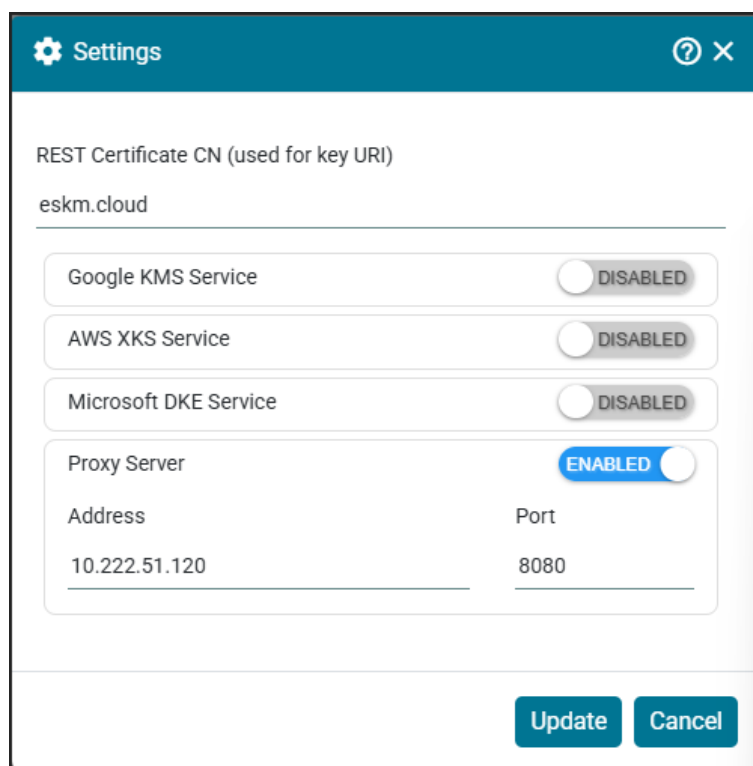 Settings
REST Certificate CN (used for key URI)
eskm.cloud
Google KMS Service DISABLED
AWS XKS Service DISABLED
Microsoft DKE Service DISABLED
Proxy Server ENABLED
Address Port
10.222.51.120 8080
Update Cancel